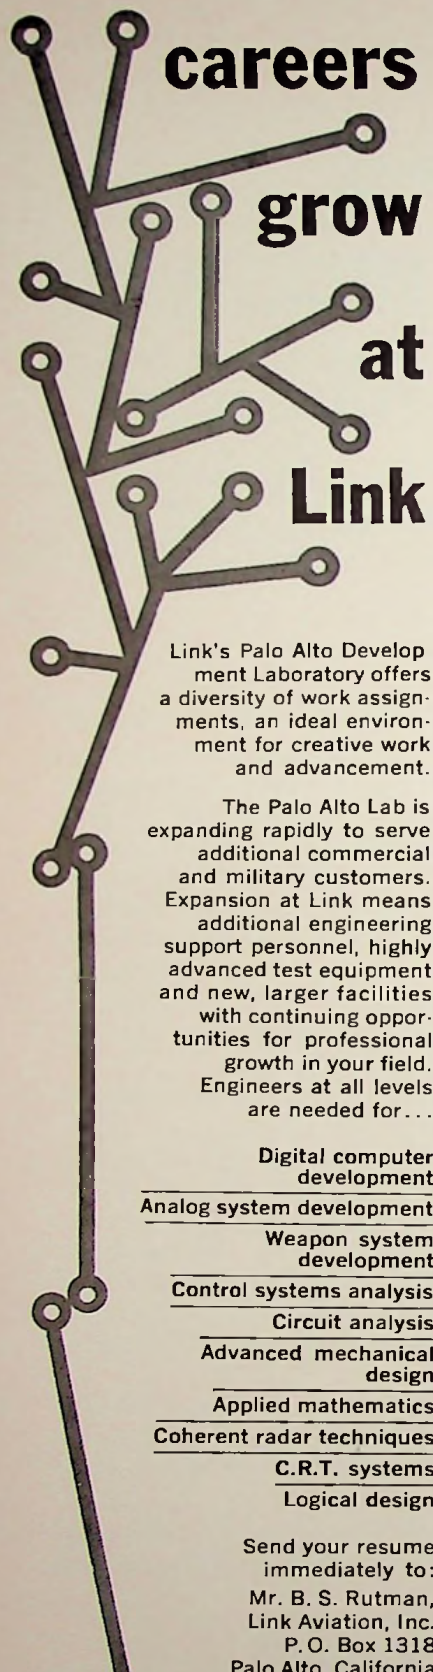 careers
grow
at
Link
Link's Palo Alto Develop
ment Laboratory offers
a diversity of work assign-
ments, an ideal environ-
ment for creative work
and advancement.
The Palo Alto Lab is
expanding rapidly to serve
additional commercial
and military customers.
Expansion at Link means
additional engineering
support personnel, highly
advanced test equipment
and new, larger facilities
with continuing oppor-
tunities for professional
growth in your field.
Engineers at all levels
are needed for...
Digital computer
development
Analog system development
Weapon system
development
Control systems analysis
Circuit analysis
Advanced mechanical
design
Applied mathematics
Coherent radar techniques
C.R.T. systems
Logical design
Send your resume
immediately to:
Mr. B. S. Rutman,
Link Aviation, Inc.
P.O. Box 1318
Palo Alto, California